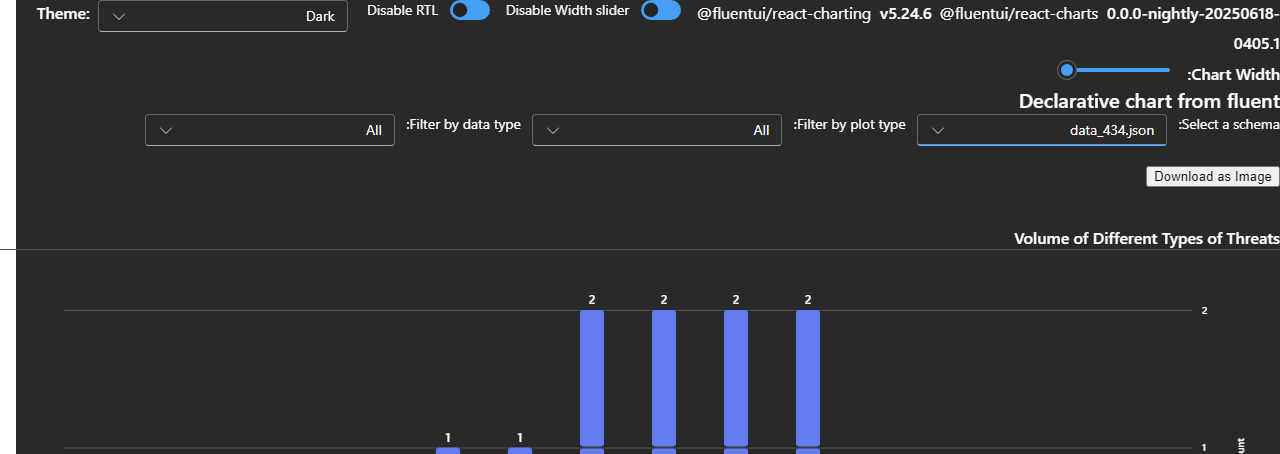 Theme:
Dark
Disable RTL
Disable Width slider
@fluentui/react-charting v5.24.6 @fluentui/react-charts 0.0.0-nightly-20250618-
0405.1
:Chart Width
Declarative chart from fluent
:Select a schema
data_434.json
:Filter by plot type
All
:Filter by data type
All
Download as Image
Volume of Different Types of Threats
2 2 2 2
2
1 1
1